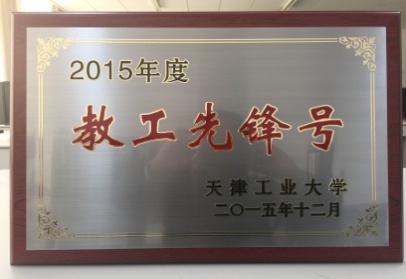 2015年度
教工先锋号
天津工业大学
二〇一五年十二月